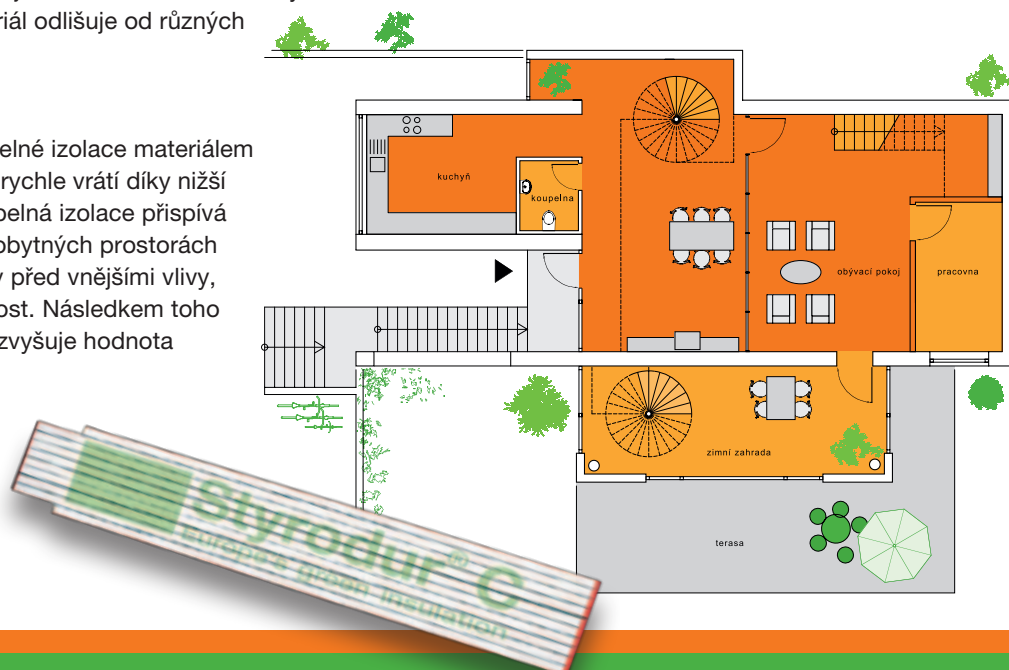 riál odlišuje od různých
elné izolace materiálem
rychle vrátí díky nižší
pelná izolace přispívá
obytných prostorách
y před vnějšími vlivy,
ost. Následkem toho
zvyšuje hodnota
kuchyň
koupelna
obývací pokoj
pracovna
zimní zahrada
terasa
Styrodur® C
Europe's green insulation